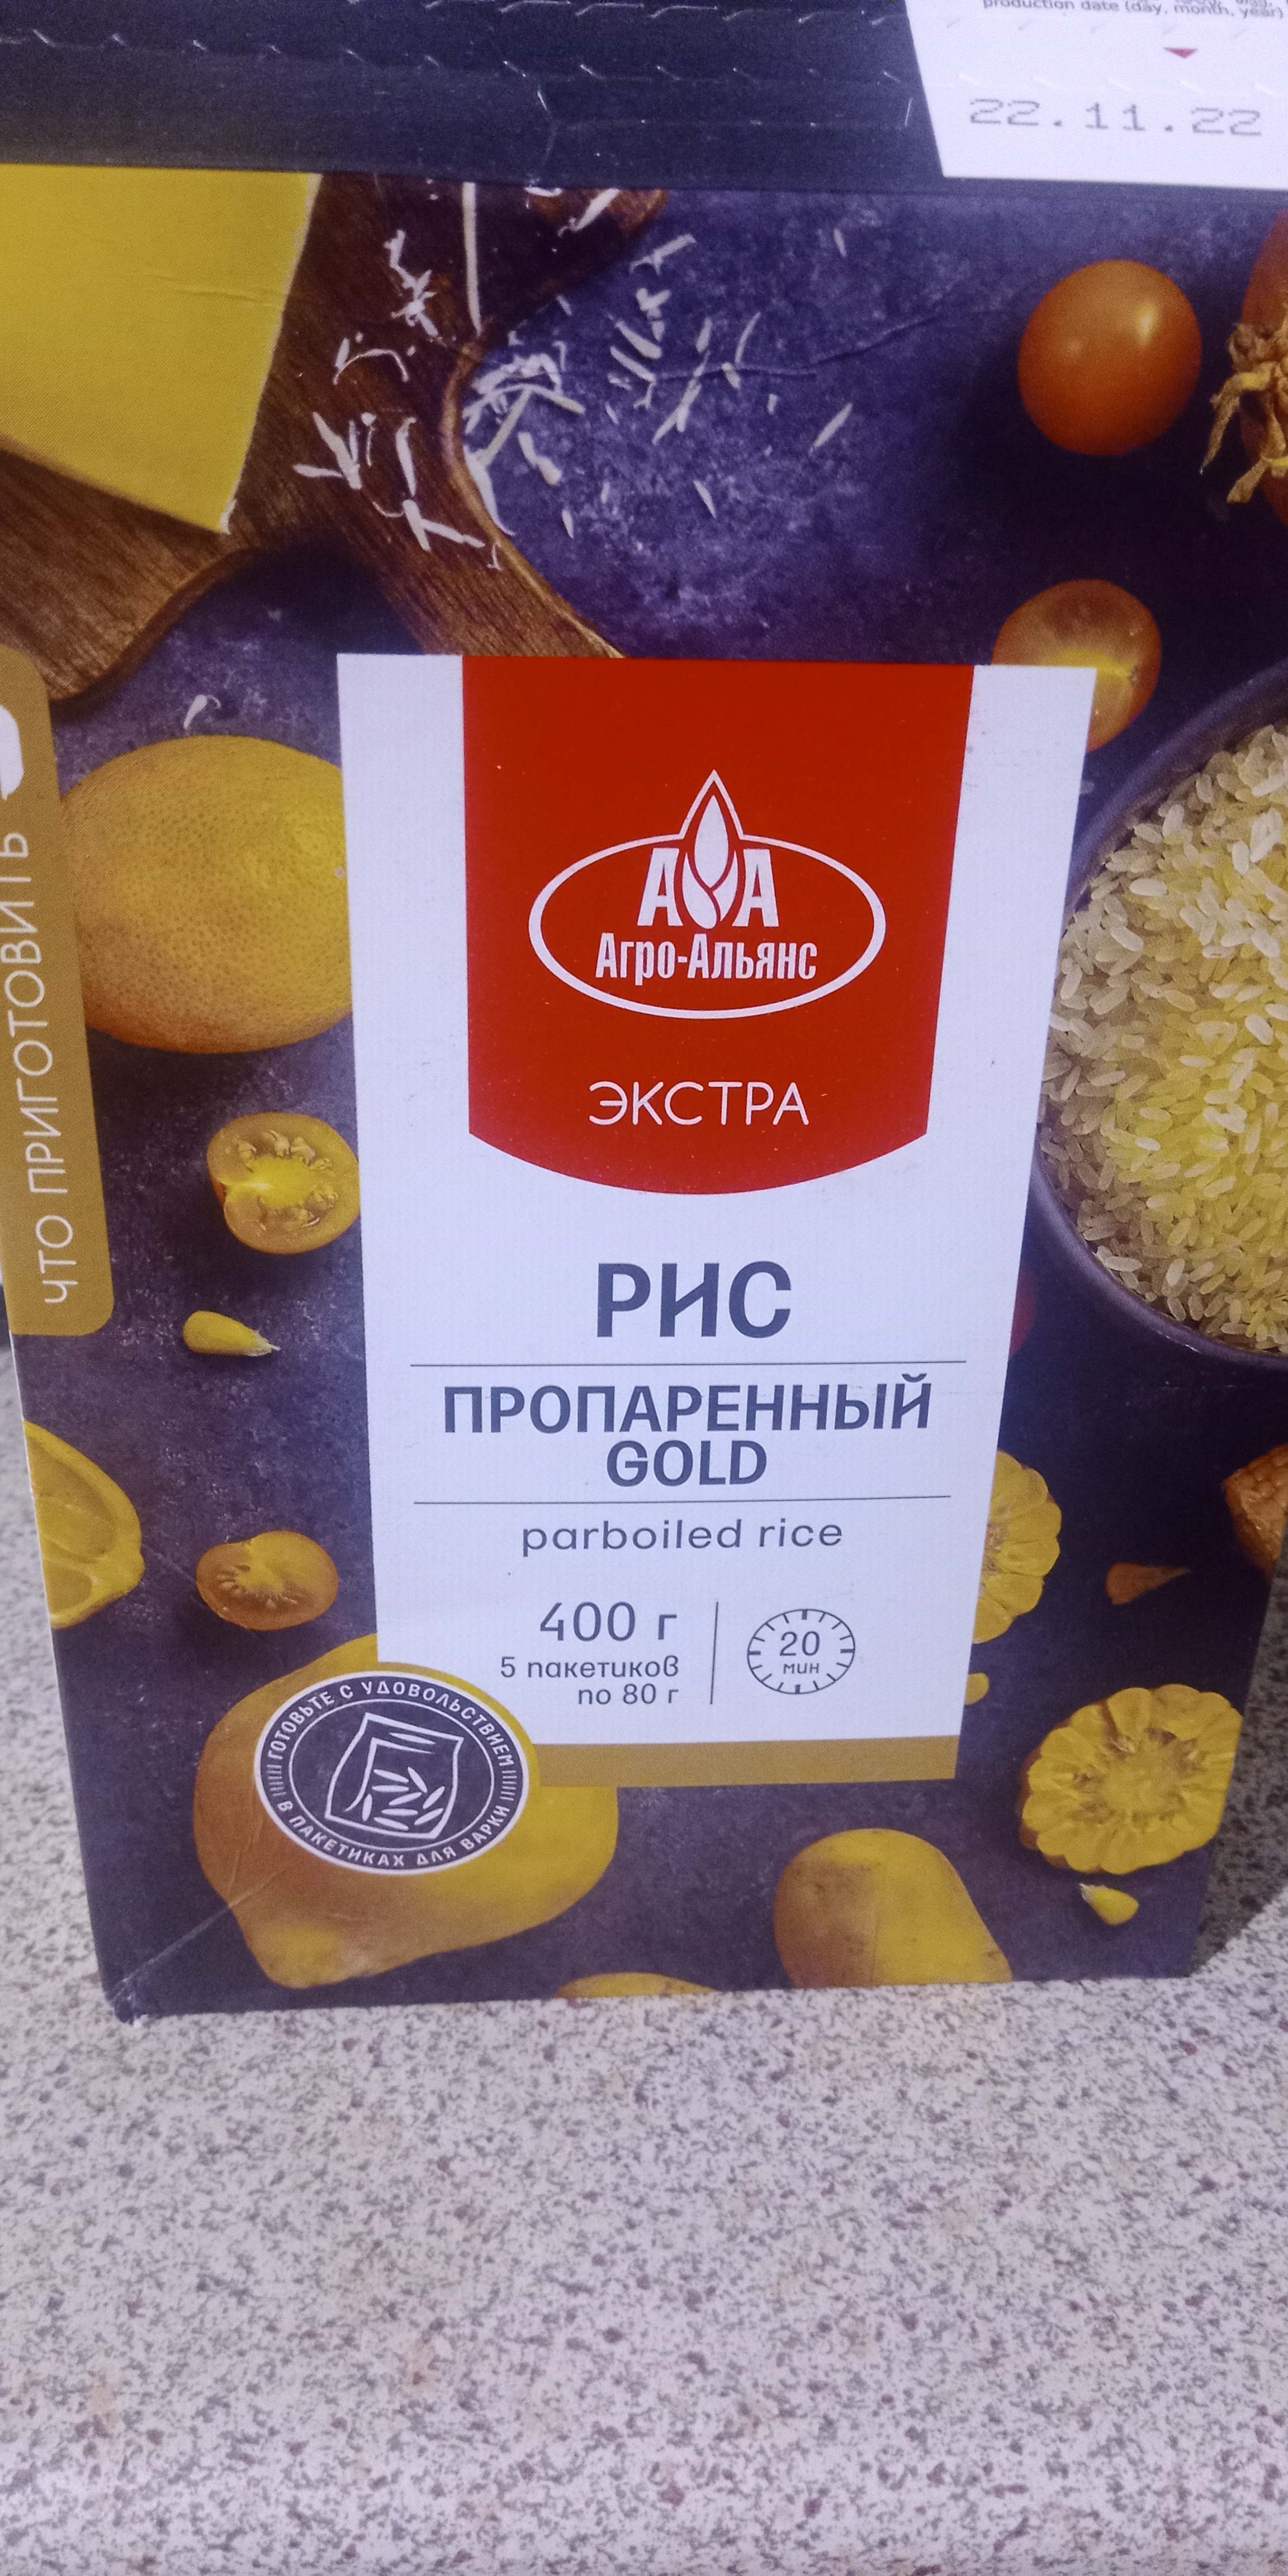 production date (day, month, year)
22.11.22
ЧТО ПРИГОТОВИТЬ
АА
Агро-Альянс
ЭКСТРА
РИС
ПРОПАРЕННЫЙ
GOLD
parboiled rice
400 г
5 пакетиков
по 80 г
20
мин
ГОТОВЬТЕ С УДОВОЛЬСТВИЕМ
В ПАКЕТИКАХ ДЛЯ ВАРКИ